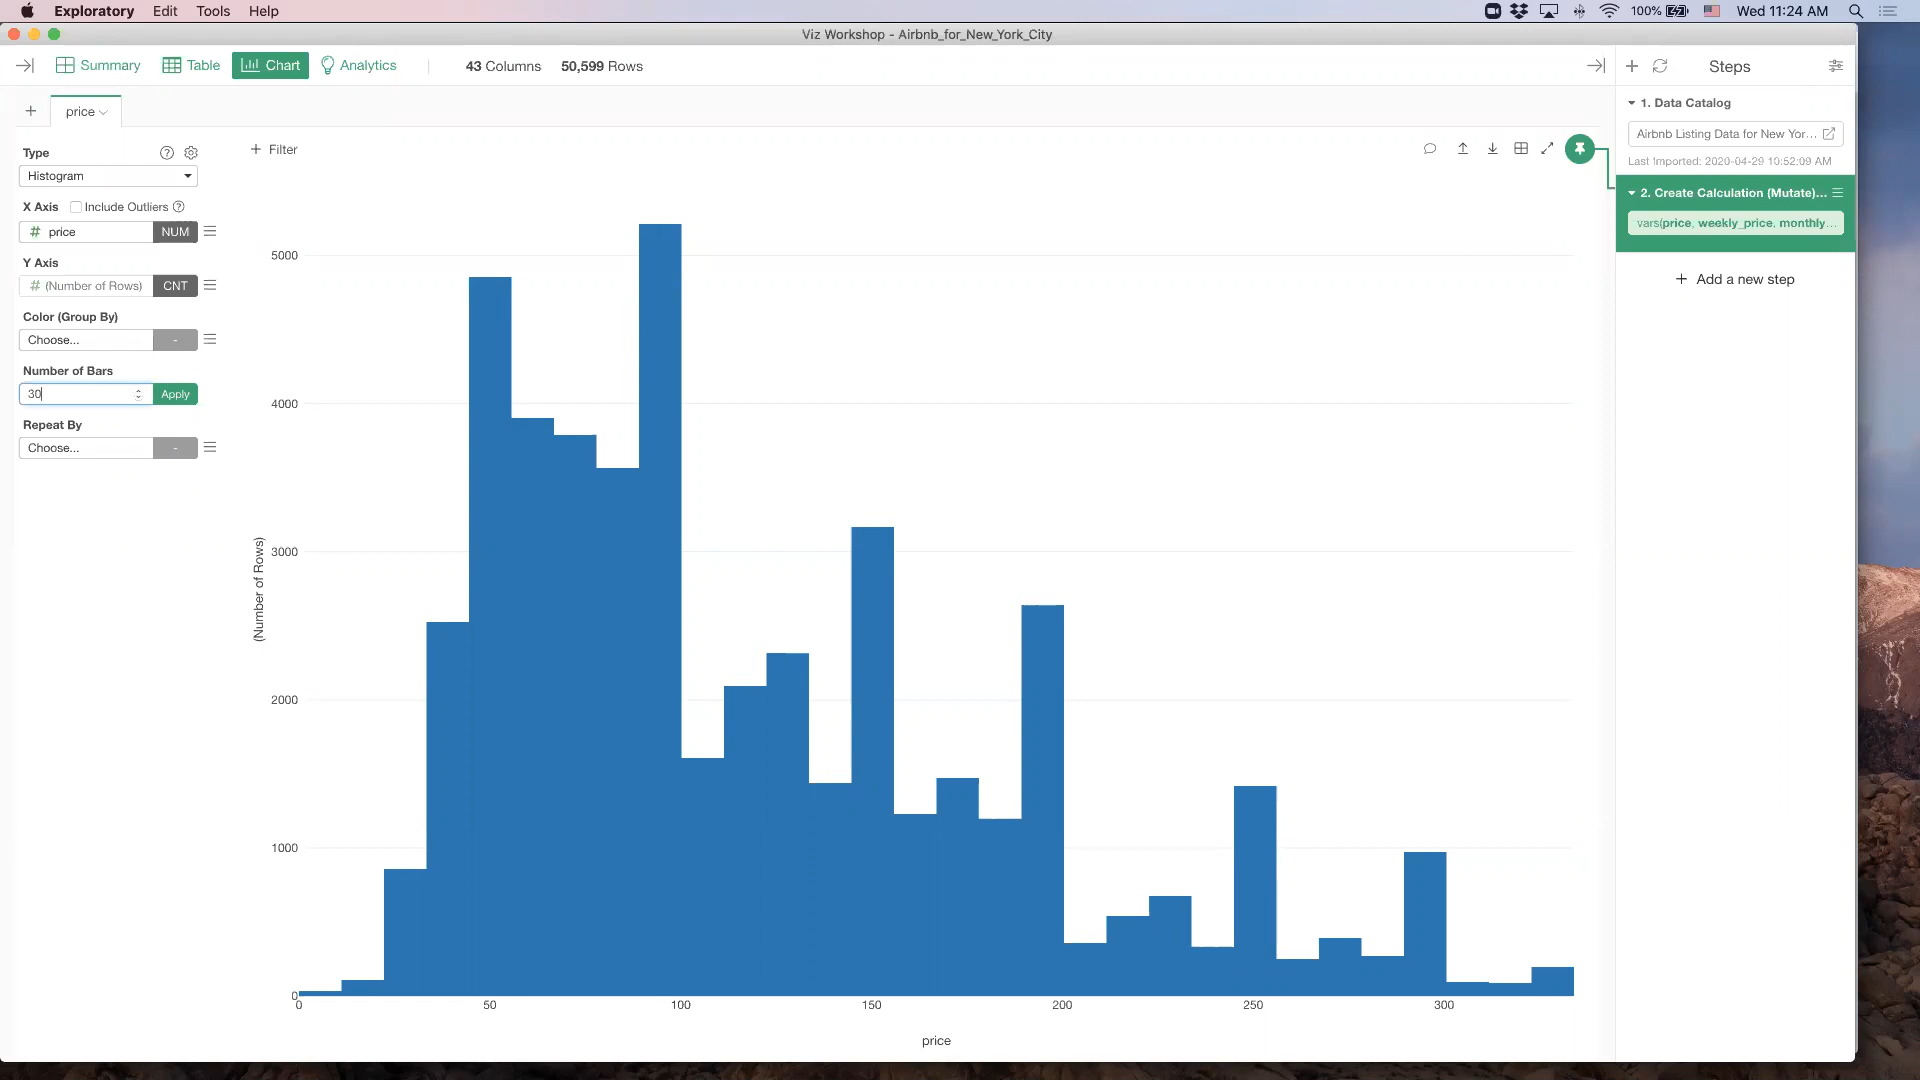 Exploratory Edit Tools Help 100% Wed 11:24 AM
Viz Workshop - Airbnb_for_New_York_City
Summary Table Chart Analytics 43 Columns 50,599 Rows Steps
price
Type
Histogram
X Axis Include Outliers
# price NUM
Y Axis
# (Number of Rows) CNT
Color (Group By)
Choose... -
Number of Bars
30 Apply
Repeat By
Choose... -
+ Filter
5000
4000
3000
2000
1000
0
(Number of Rows)
0 50 100 150 200 250 300
price
1. Data Catalog
Airbnb Listing Data for New Yor...
Last Imported: 2020-04-29 10:52:09 AM
2. Create Calculation (Mutate)...
vars(price, weekly_price, monthly...
+ Add a new step